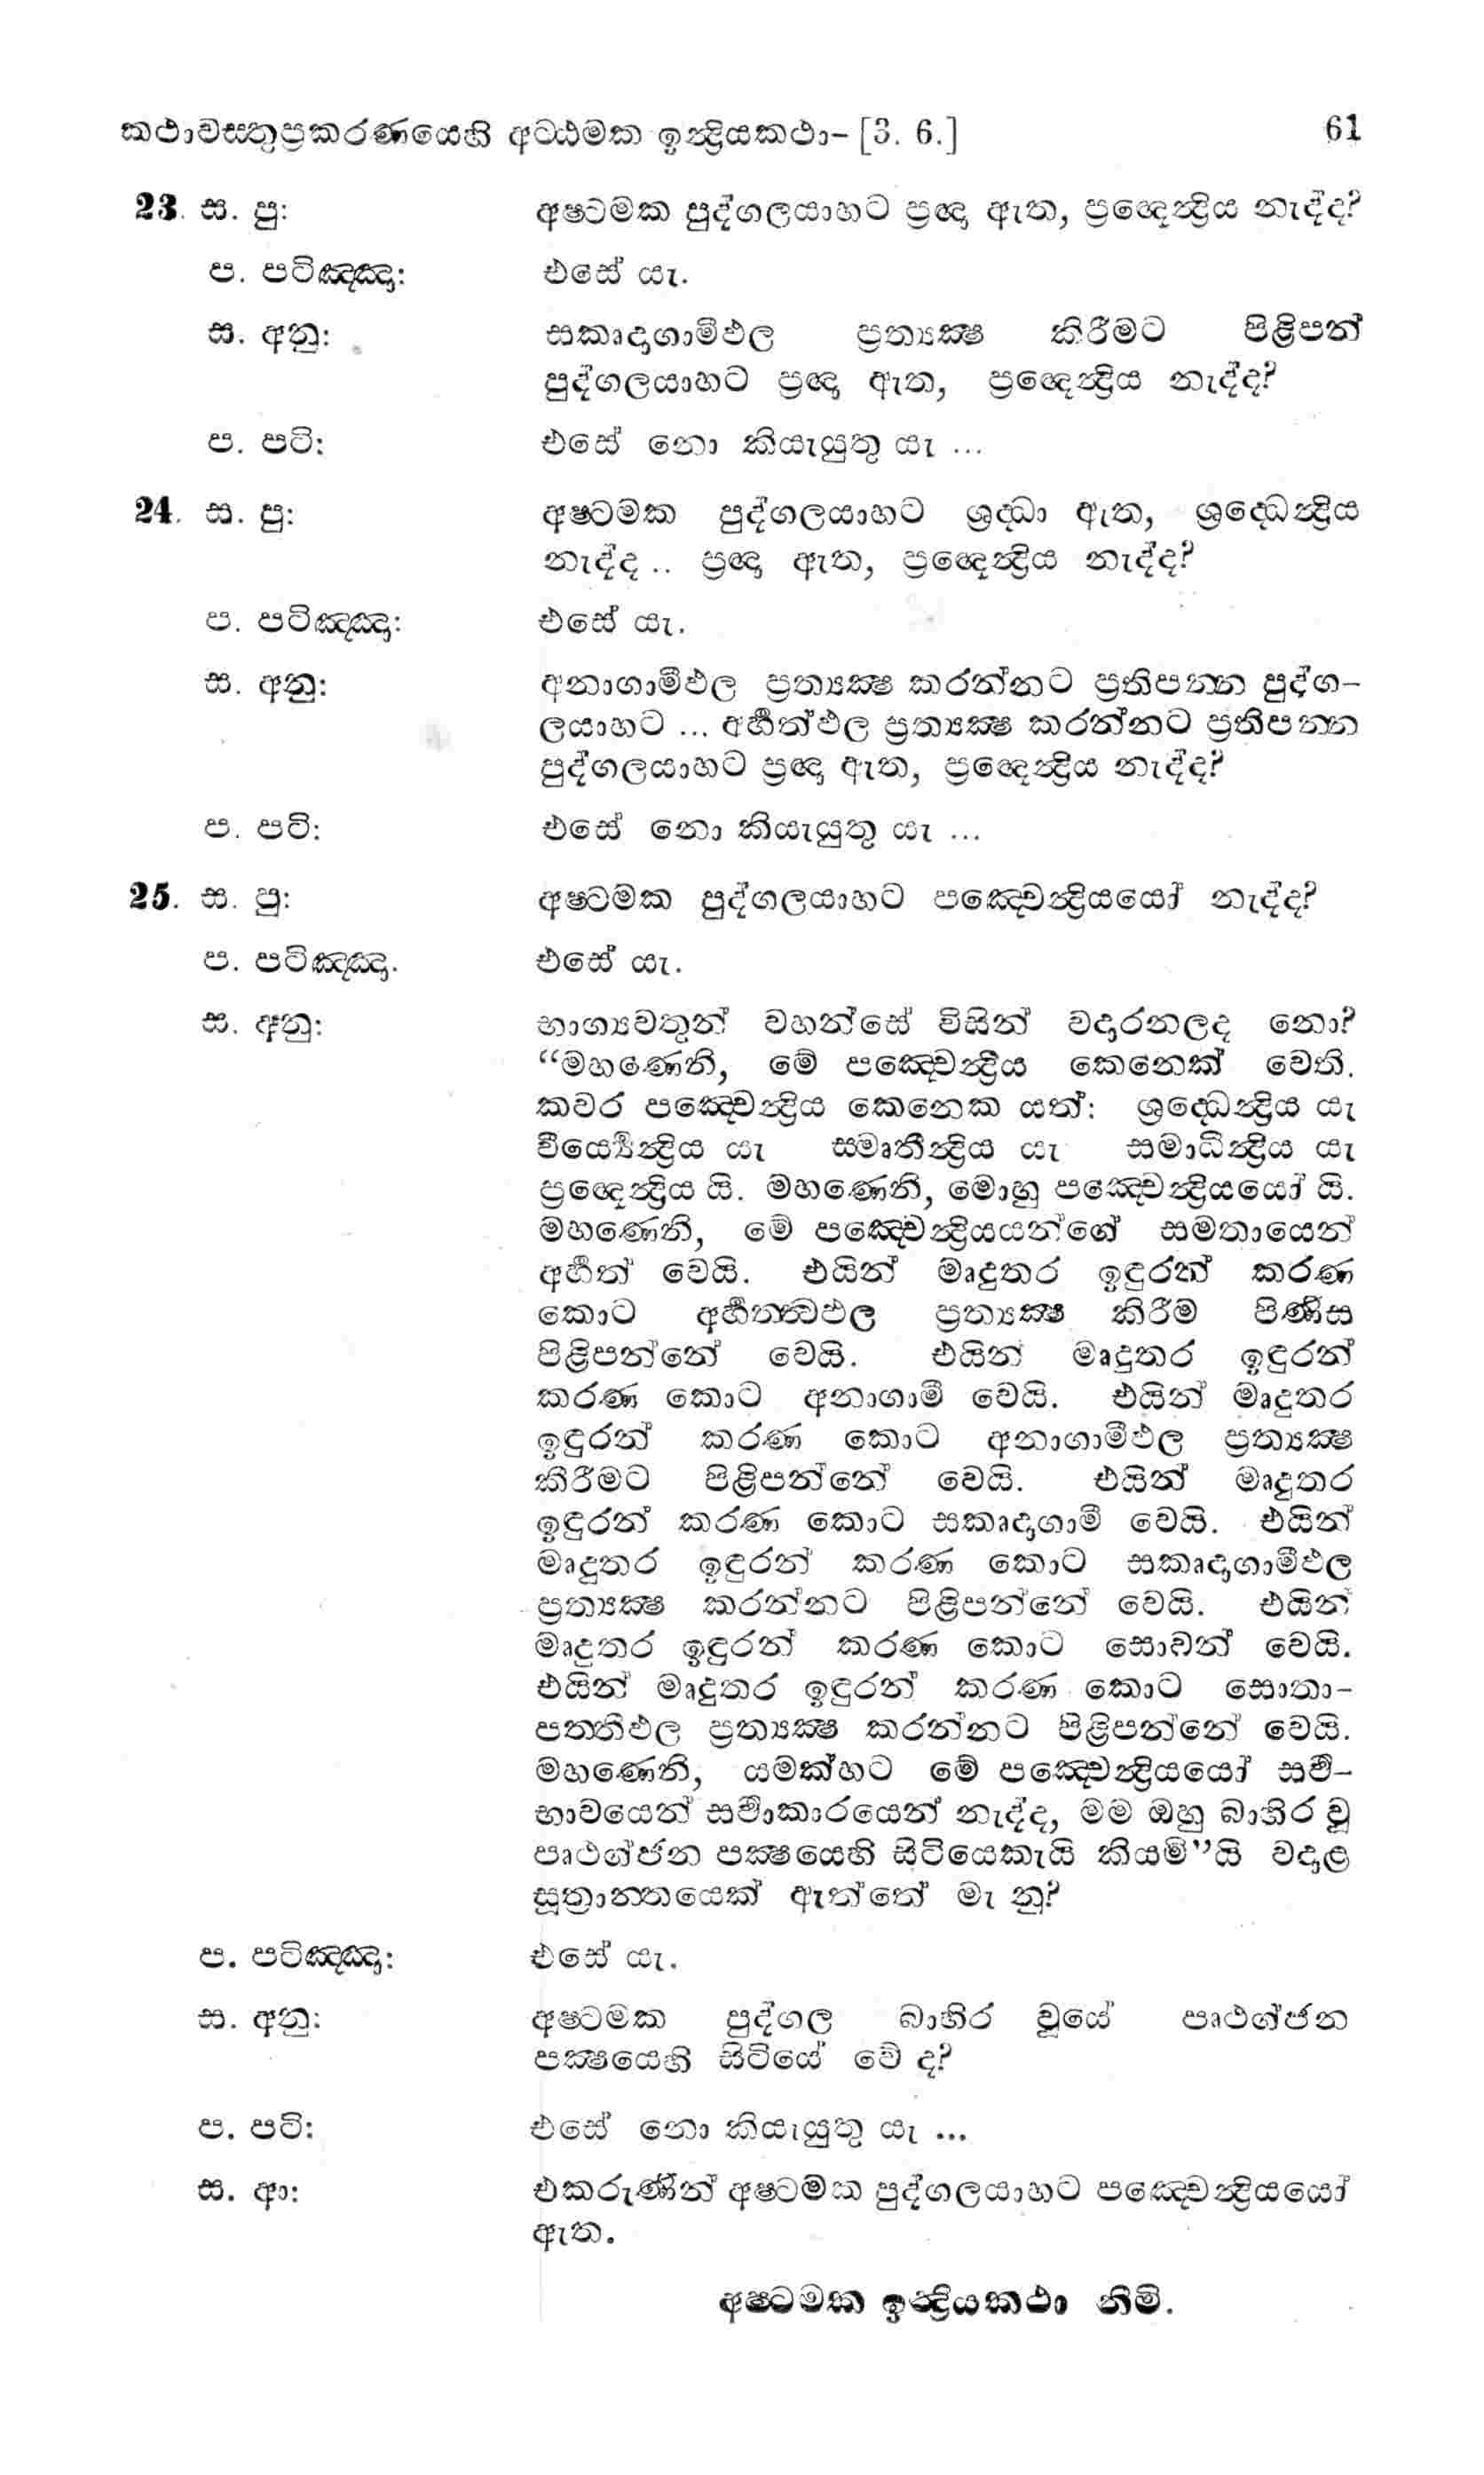 කථාවස්තුප්‍රකරණයෙහි අට්ඨමක ඉන්ද්‍රියකථා- [3. 6.] 61
23. ස. පු: අෂ්ටමක පුද්ගලයාහට ප්‍රඥා ඇත, ප්‍රඥෙන්ද්‍රිය නැද්ද?
ප. පටිඤ්ඤා: එසේ යැ.
ස. අනු: සකෘදාගාමීඵල ප්‍රත්‍යක්‍ෂ කිරීමට පිළිපන්
පුද්ගලයාහට ප්‍රඥා ඇත, ප්‍රඥෙන්ද්‍රිය නැද්ද?
ප. පටි: එසේ නො කියැයුතු යැ ...
24. ස. පු: අෂ්ටමක පුද්ගලයාහට ශ්‍රද්ධා ඇත, ශ්‍රද්ධෙන්ද්‍රිය
නැද්ද .. ප්‍රඥා ඇත, ප්‍රඥෙන්ද්‍රිය නැද්ද?
ප. පටිඤ්ඤා: එසේ යැ.
ස. අනු: අනාගාමීඵල ප්‍රත්‍යක්‍ෂ කරන්නට ප්‍රතිපන්න පුද්ග-
ලයාහට ... අර්හත්ඵල ප්‍රත්‍යක්‍ෂ කරන්නට ප්‍රතිපන්න
පුද්ගලයාහට ප්‍රඥා ඇත, ප්‍රඥෙන්ද්‍රිය නැද්ද?
ප. පටි: එසේ නො කියැයුතු යැ ...
25. ස. පු: අෂ්ටමක පුද්ගලයාහට පඤ්චෙන්ද්‍රියයෝ නැද්ද?
ප. පටිඤ්ඤා. එසේ යැ.
ස. අනු: භාග්‍යවතුන් වහන්සේ විසින් වදාරනලද නො?
“මහණෙනි, මේ පඤ්චෙන්ද්‍රිය කෙනෙක් වෙති.
කවර පඤ්චෙන්ද්‍රිය කෙනෙක යත්: ශ්‍රද්ධෙන්ද්‍රිය යැ
වීර්‍ය්‍යෙන්ද්‍රිය යැ සමෘතීන්ද්‍රිය යැ සමාධින්ද්‍රිය යැ
ප්‍රඥෙන්ද්‍රිය යි. මහණෙනි, මොහු පඤ්චෙන්ද්‍රියයෝ යි.
මහණෙනි, මේ පඤ්චෙන්ද්‍රියයන්ගේ සමතායෙන්
අර්හත් වෙයි. එයින් මෘදුතර ඉඳුරන් කරණ
කොට අර්හත්ත්‍වඵල ප්‍රත්‍යක්‍ෂ කිරීම පිණිස
පිළිපන්නේ වෙයි. එයින් මෘදුතර ඉඳුරන්
කරණ කොට අනාගාමී වෙයි. එයින් මෘදුතර
ඉඳුරන් කරණ කොට අනාගාමීඵල ප්‍රත්‍යක්‍ෂ
කිරීමට පිළිපන්නේ වෙයි. එයින් මෘදුතර
ඉඳුරන් කරණ කොට සකෘදාගාමී වෙයි. එයින්
මෘදුතර ඉඳුරන් කරණ කොට සකෘදාගාමීඵල
ප්‍රත්‍යක්‍ෂ කරන්නට පිළිපන්නේ වෙයි. එයින්
මෘදුතර ඉඳුරන් කරණ කොට සොවන් වෙයි.
එයින් මෘදුතර ඉඳුරන් කරණ කොට සොතා-
පත්තිඵල ප්‍රත්‍යක්‍ෂ කරන්නට පිළිපන්නේ වෙයි.
මහණෙනි, යමක්හට මේ පඤ්චෙන්ද්‍රියයෝ සර්‍ව-
භාවයෙන් සර්‍වාකාරයෙන් නැද්ද, මම ඔහු බාහිර වූ
පෘථග්ජන පක්‍ෂයෙහි සිටියෙකැයි කියමි”යි වදාළ
සූත්‍රාන්තයෙක් ඇත්තේ මැ නු?
ප. පටිඤ්ඤා: එසේ යැ.
ස. අනු: අෂ්ටමක පුද්ගල බාහිර වූයේ පෘථග්ජන
පක්‍ෂයෙහි සිටියේ වේ ද?
ප. පටි: එසේ නො කියැයුතු යැ ...
ස. ආ: එකරුණින් අෂ්ටමක පුද්ගලයාහට පඤ්චෙන්ද්‍රියයෝ
ඇත.
අෂ්ටමක ඉන්ද්‍රියකථා නිමි.